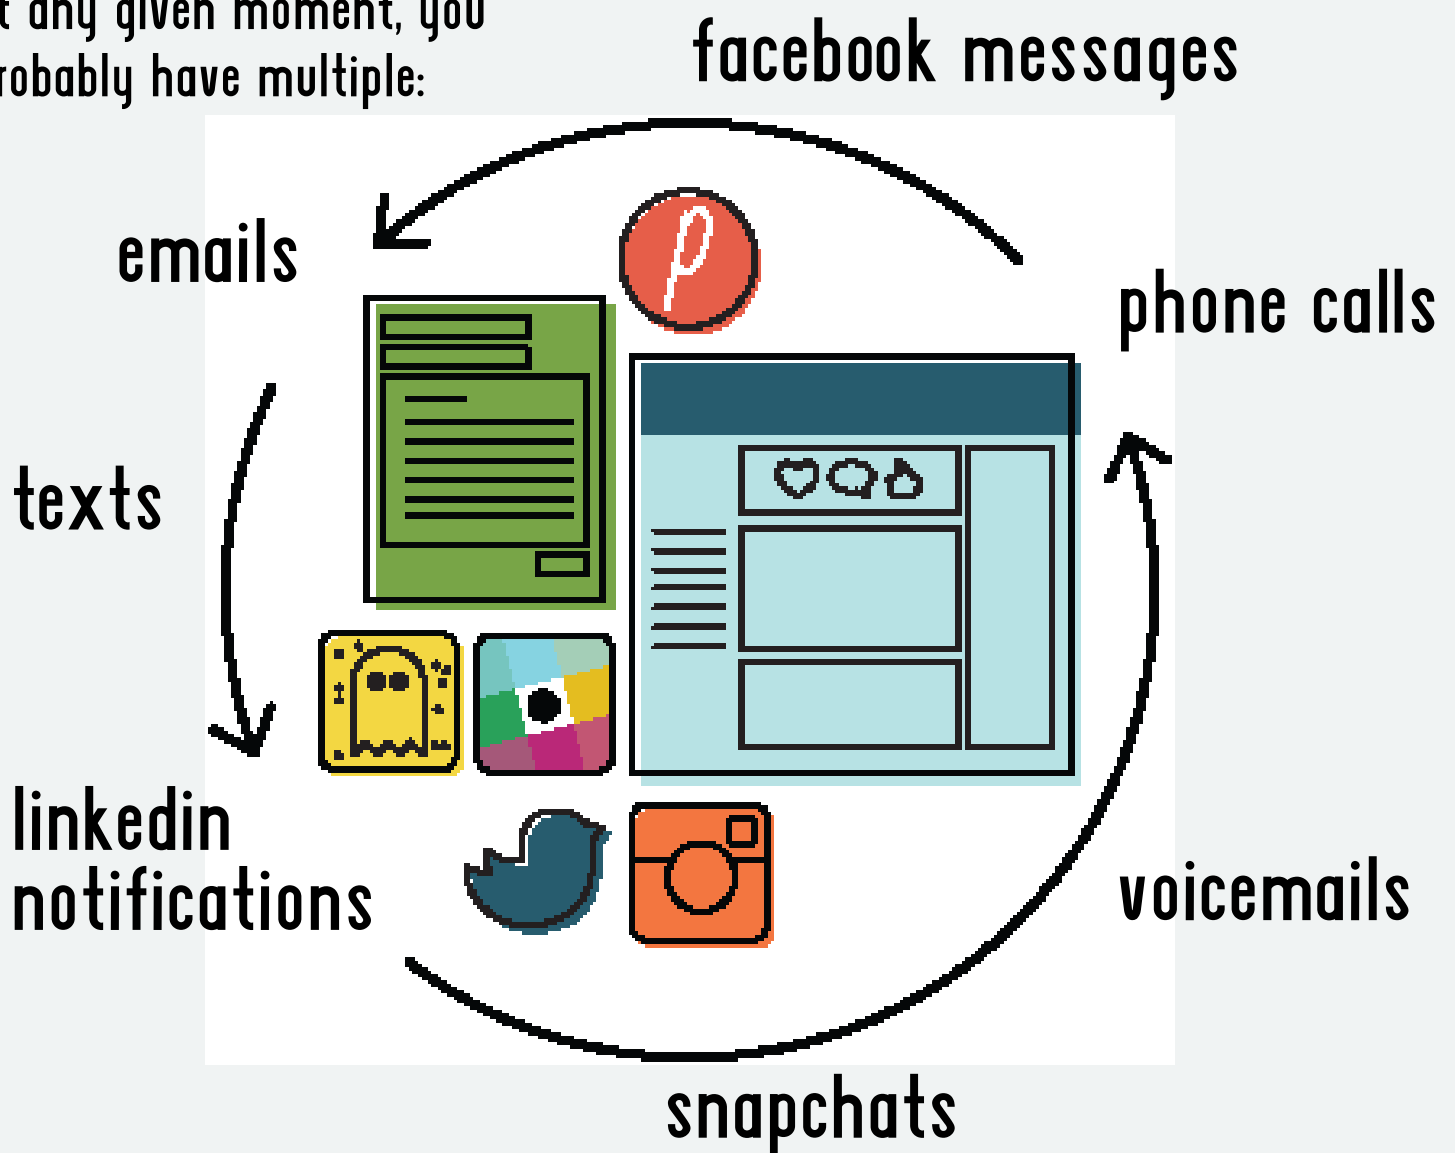 t any given moment, you
robably have multiple:
facebook messages
emails
phone calls
texts
linkedin
notifications
voicemails
snapchats
p